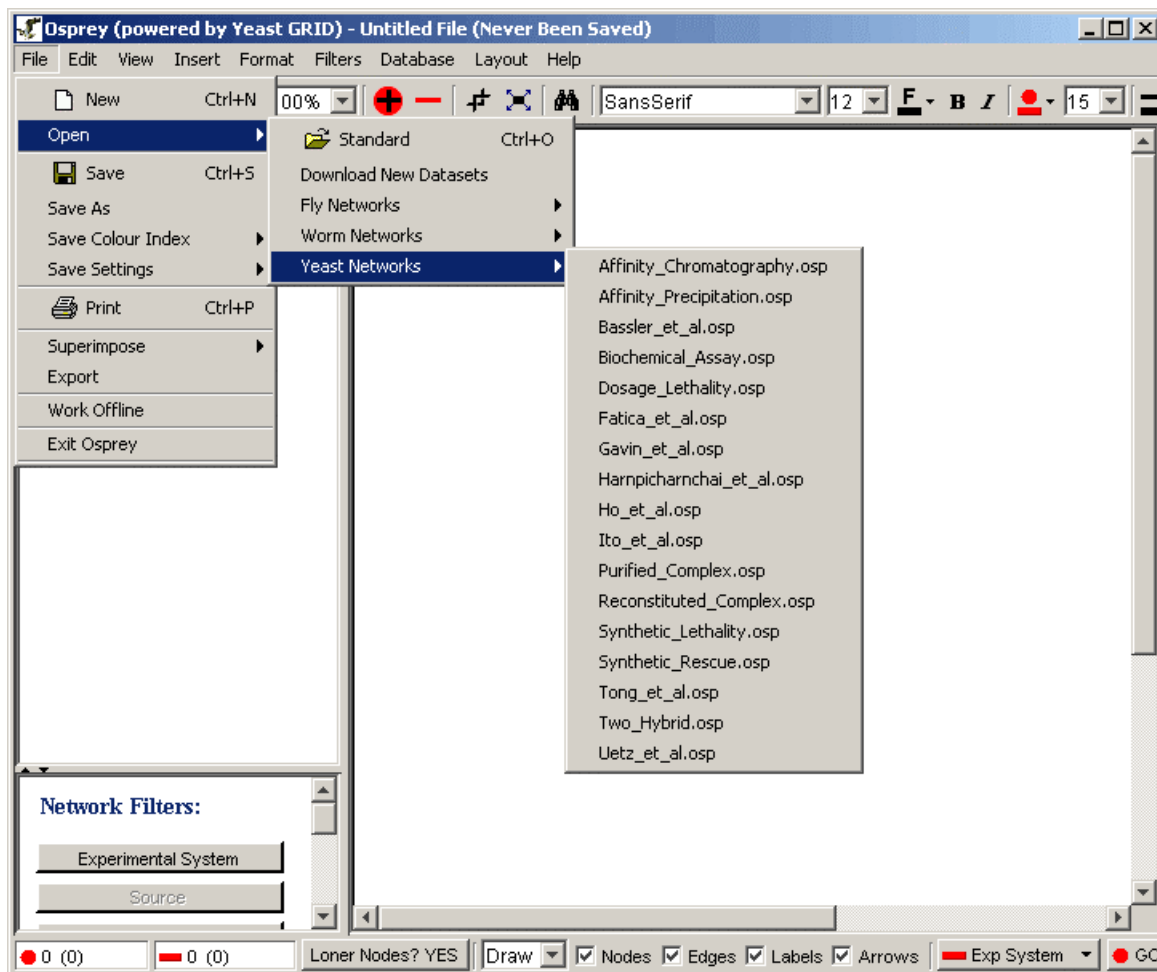 Osprey (powered by Yeast GRID) - Untitled File (Never Been Saved)
File Edit View Insert Format Filters Database Layout Help
New Ctrl+N
00% SansSerif 12 F B I 15
Open
Standard Ctrl+O
Save Ctrl+S
Download New Datasets
Save As
Fly Networks
Save Colour Index
Worm Networks
Save Settings
Yeast Networks
Print Ctrl+P
Superimpose
Export
Work Offline
Exit Osprey
Affinity_Chromatography.osp
Affinity_Precipitation.osp
Bassler_et_al.osp
Biochemical_Assay.osp
Dosage_Lethality.osp
Fatica_et_al.osp
Gavin_et_al.osp
Harnpicharnchai_et_al.osp
Ho_et_al.osp
Ito_et_al.osp
Purified_Complex.osp
Reconstituted_Complex.osp
Synthetic_Lethality.osp
Synthetic_Rescue.osp
Tong_et_al.osp
Two_Hybrid.osp
Uetz_et_al.osp
Network Filters:
Experimental System
Source
0 (0) 0 (0) Loner Nodes? YES Draw Nodes Edges Labels Arrows Exp System GO